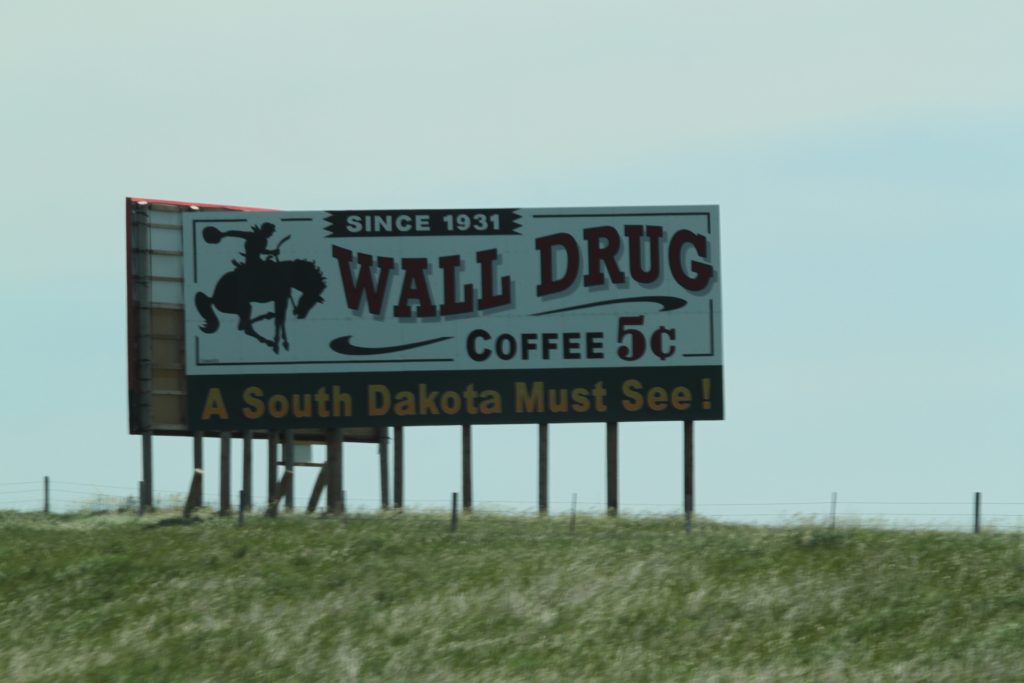 SINCE 1931
WALL DRUG
COFFEE 5¢
A South Dakota Must See!